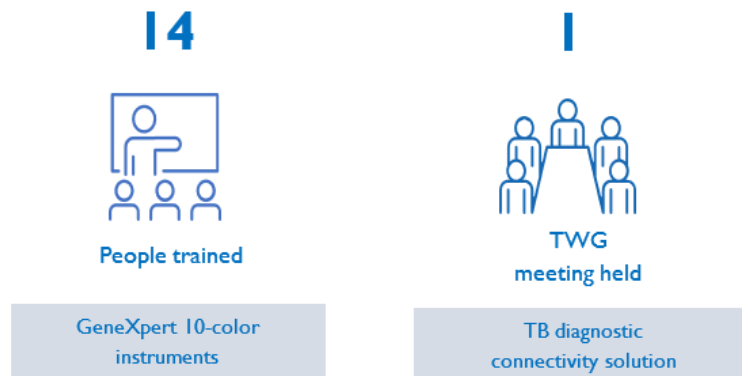 14
People trained
GeneXpert 10-color
instruments
1
TWG
meeting held
TB diagnostic
connectivity solution